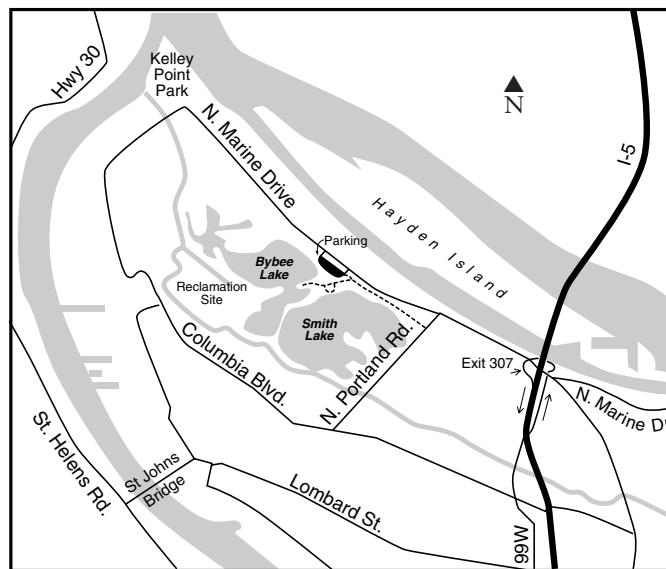 Hwy 30
Kelley
Point
Park
N
I-5
N. Marine Drive
Hayden Island
Parking
Bybee
Lake
Reclamation
Site
Smith
Lake
Columbia Blvd.
N. Portland Rd.
Exit 307
N. Marine Dr
St. Helens Rd.
St Johns
Bridge
Lombard St.
99W